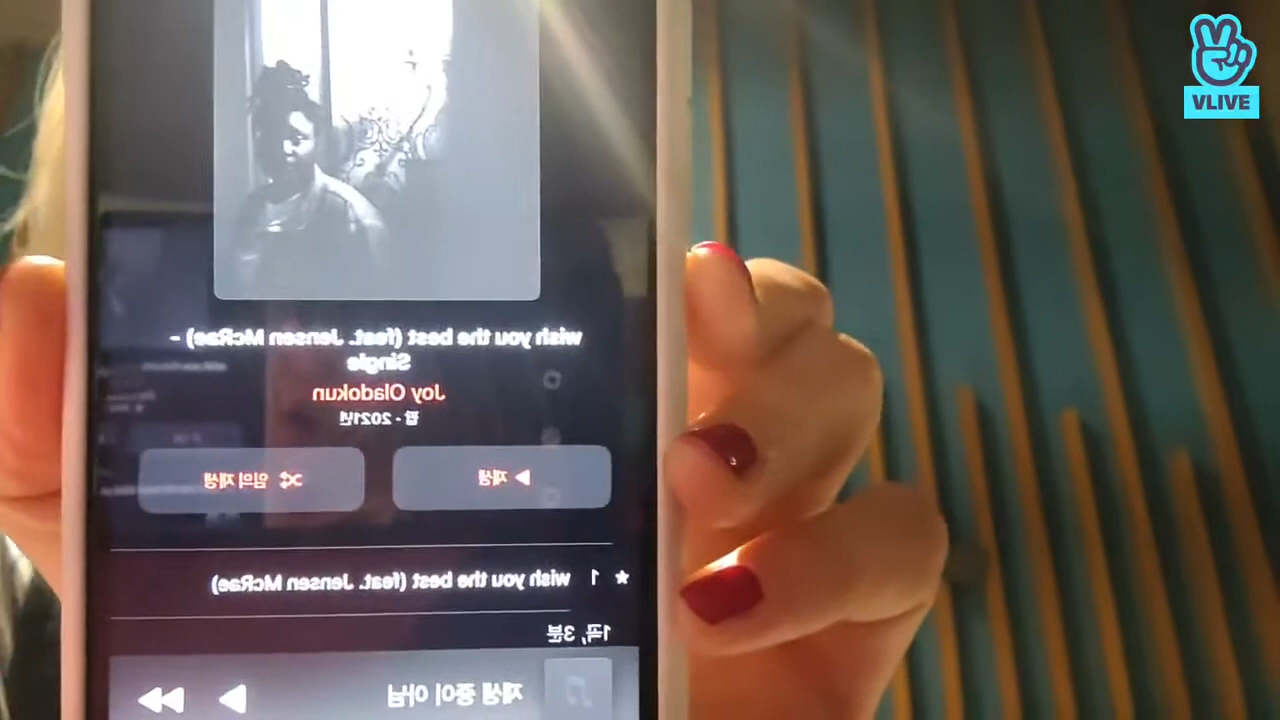 VLIVE
wish you the best (feat. Jensen McRae) -
Single
Joy Oladokun
팝 · 2021년
재생
임의 재생
★ 1 wish you the best (feat. Jensen McRae)
1곡, 3분
재생 중이 아님